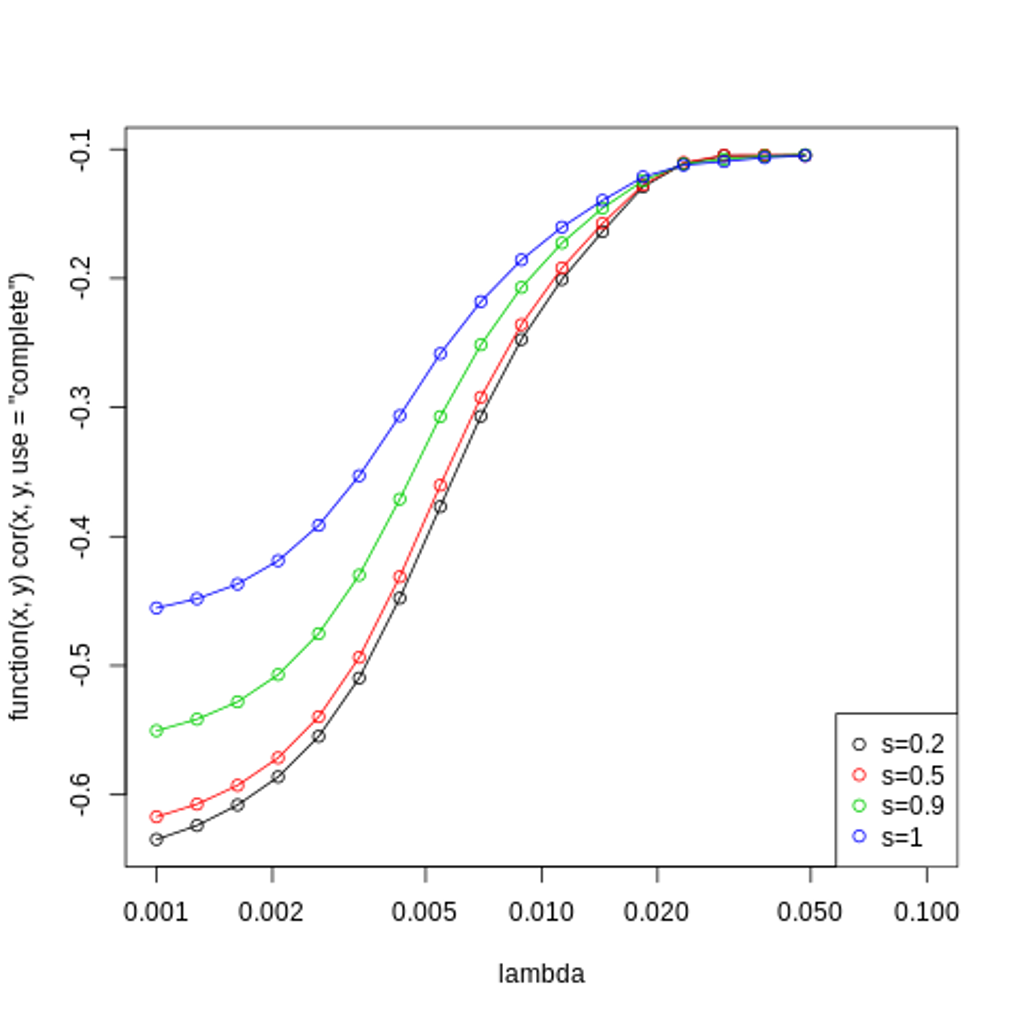 function(x, y) cor(x, y, use = "complete")
-0.1
-0.2
-0.3
-0.4
-0.5
-0.6
s=0.2
s=0.5
s=0.9
s=1
0.001 0.002 0.005 0.010 0.020 0.050 0.100
lambda